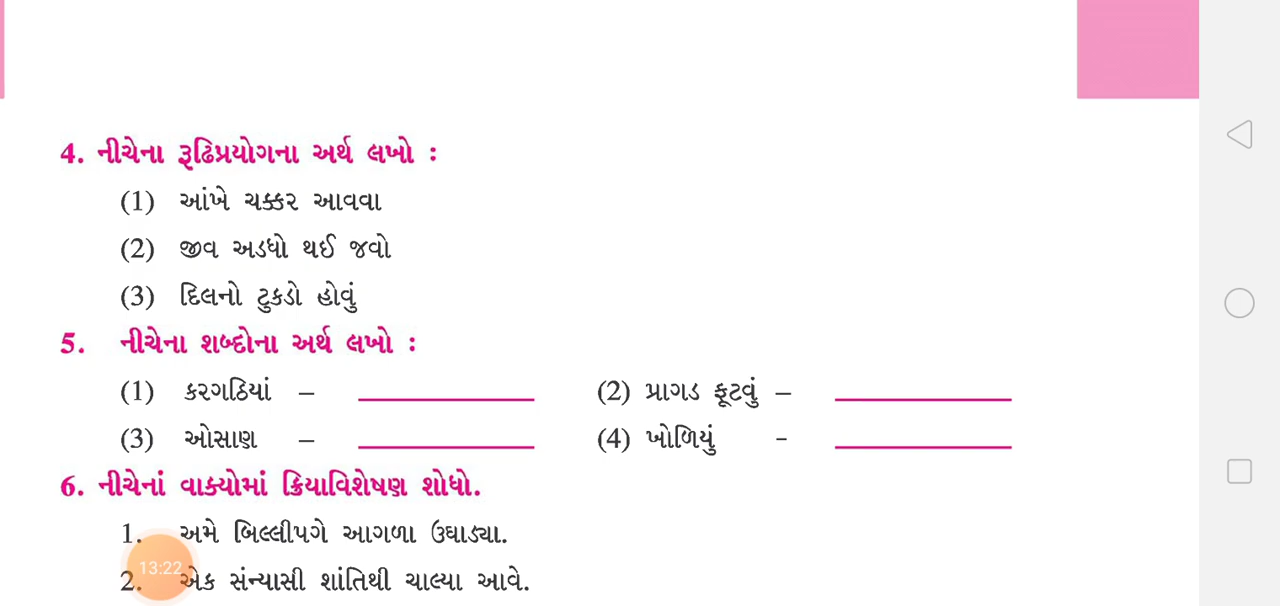 4. નીચેના રૂઢિપ્રયોગના અર્થ લખો :
(1) આંખે ચક્કર આવવા
(2) જીવ અડધો થઈ જવો
(3) દિલનો ટુકડો હોવું
5. નીચેના શબ્દોના અર્થ લખો :
(1) કરગઠિયાં – (2) પ્રાગડ ફૂટવું –
(3) ઓસાણ – (4) ખોળિયું -
6. નીચેનાં વાક્યોમાં ક્રિયાવિશેષણ શોધો.
1. અમે બિલ્લીપગે આગળા ઉઘાડ્યા.
2. એક સંન્યાસી શાંતિથી ચાલ્યા આવે.
13:22